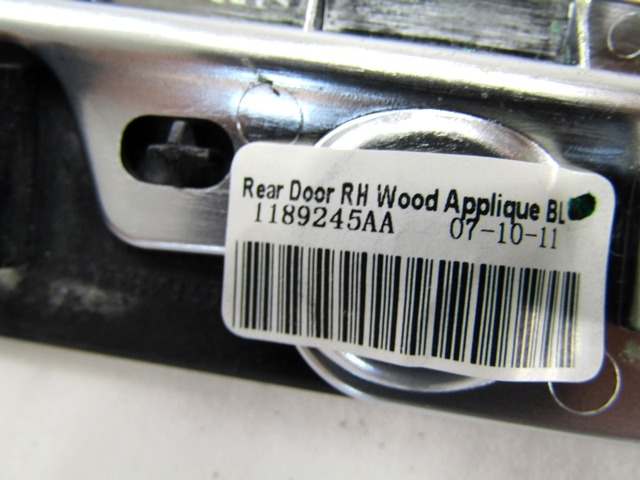 Rear Door RH Wood Applique BL
1189245AA 07-10-11